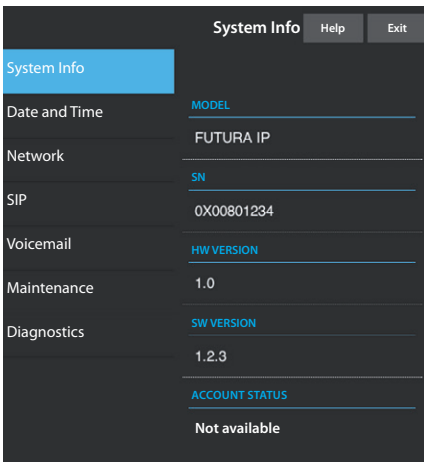 System Info Help Exit
System Info
Date and Time
Network
SIP
Voicemail
Maintenance
Diagnostics
MODEL
FUTURA IP
SN
0X00801234
HW VERSION
1.0
SW VERSION
1.2.3
ACCOUNT STATUS
Not available